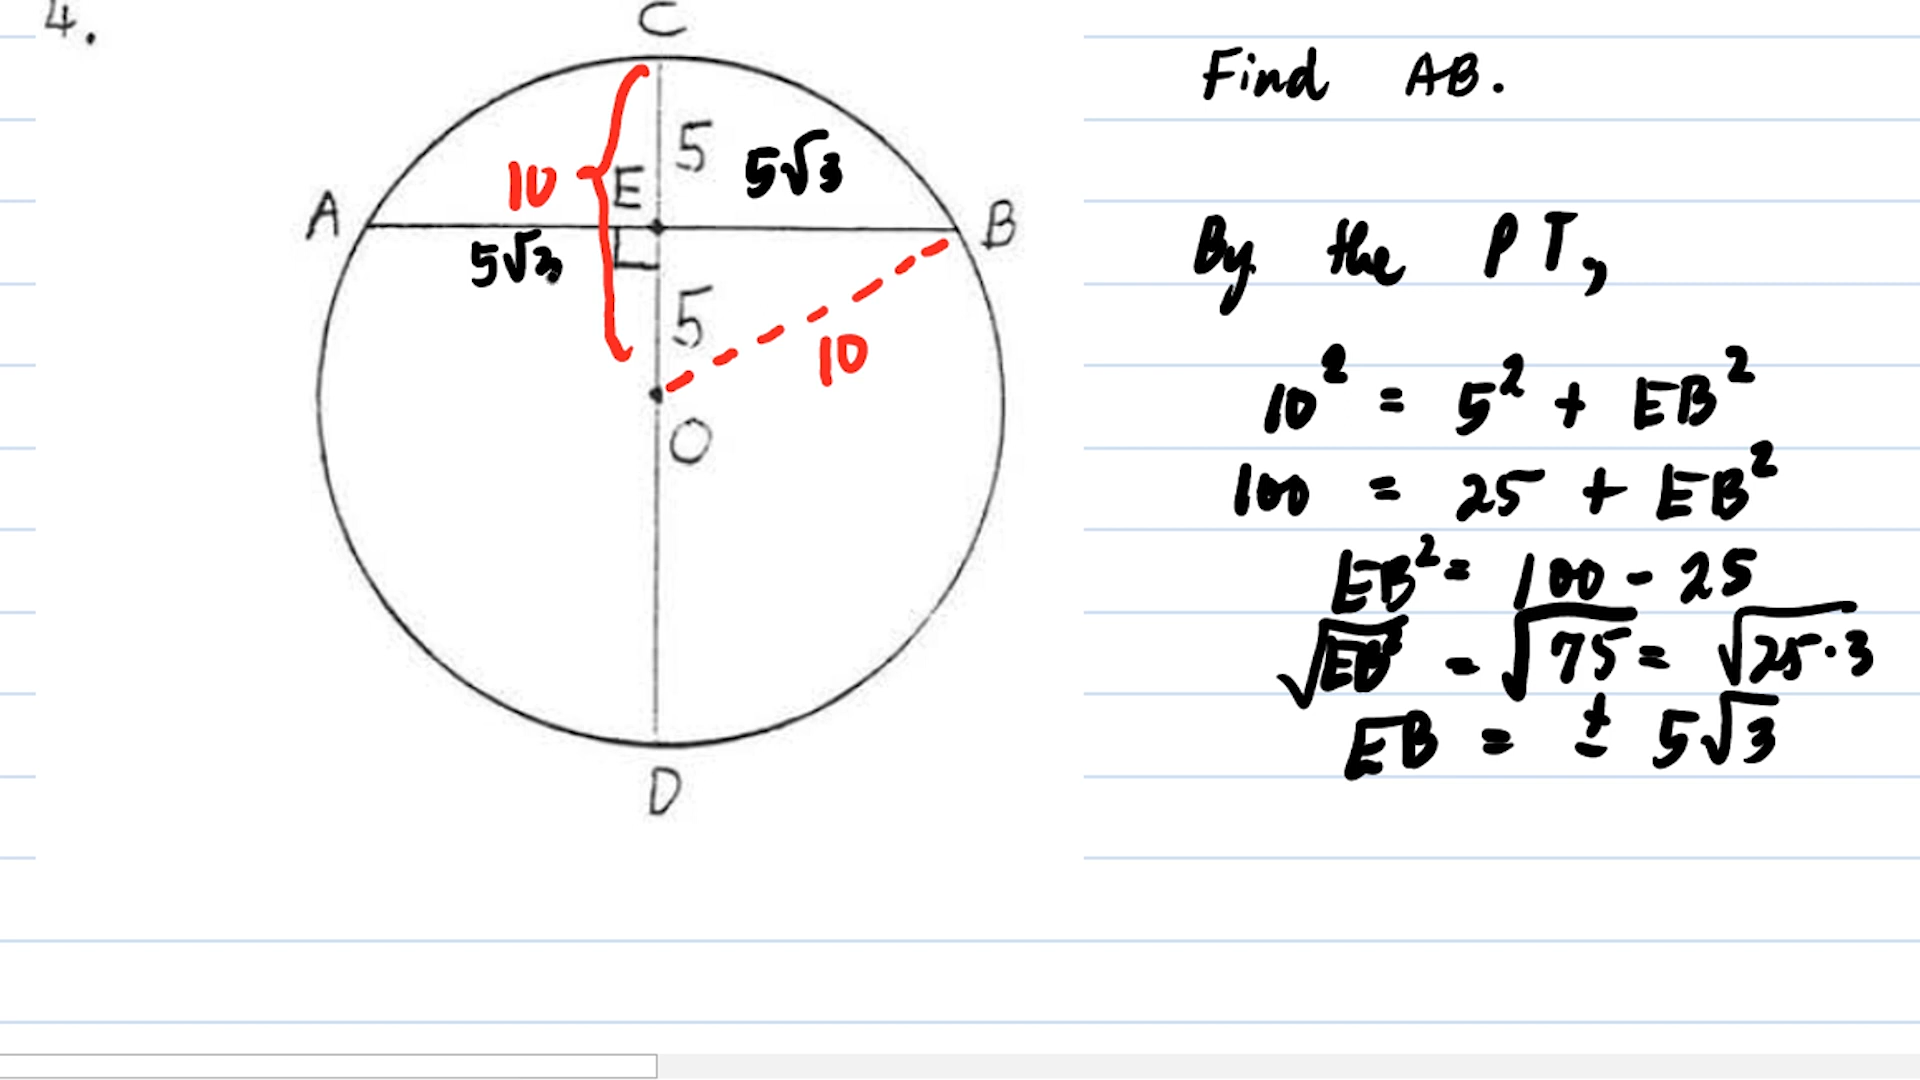 4.
C
10
5
5√3
E
A
B
5√3
5
10
O
D
Find AB.
By the PT,
10² = 5² + EB²
100 = 25 + EB²
EB² = 100 - 25
√EB² = √75 = √25·3
EB = ± 5√3